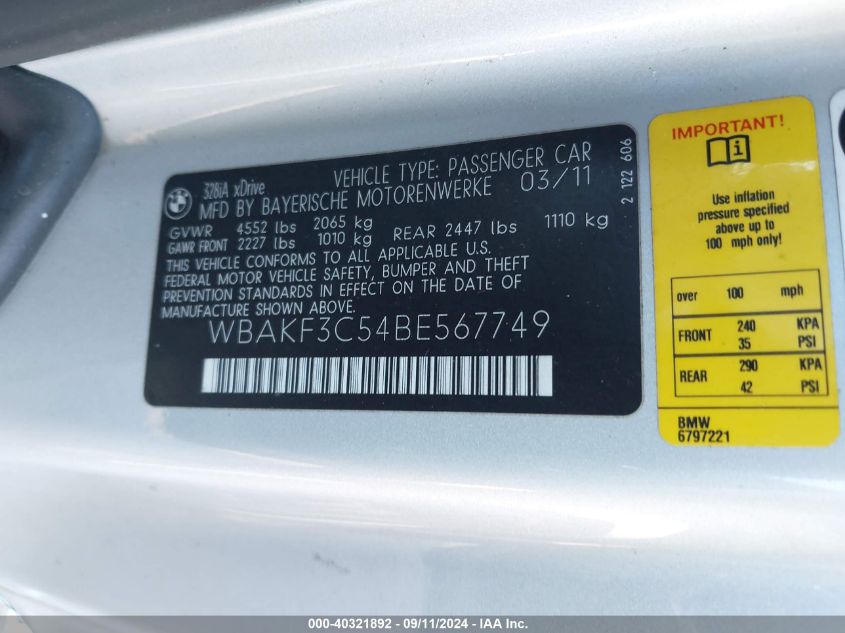 BMW
328iA xDrive
VEHICLE TYPE: PASSENGER CAR
MFD BY BAYERISCHE MOTORENWERKE 03/11
GVWR 4552 lbs 2065 kg
GAWR FRONT 2227 lbs 1010 kg REAR 2447 lbs 1110 kg
THIS VEHICLE CONFORMS TO ALL APPLICABLE U.S.
FEDERAL MOTOR VEHICLE SAFETY, BUMPER AND THEFT
PREVENTION STANDARDS IN EFFECT ON THE DATE OF
MANUFACTURE SHOWN ABOVE.
WBAKF3C54BE567749
2 122 606
IMPORTANT!
Use inflation
pressure specified
above up to
100 mph only!
over 100 mph
FRONT 240 KPA
35 PSI
REAR 290 KPA
42 PSI
BMW
6797221
000-40321892 - 09/11/2024 - IAA Inc.